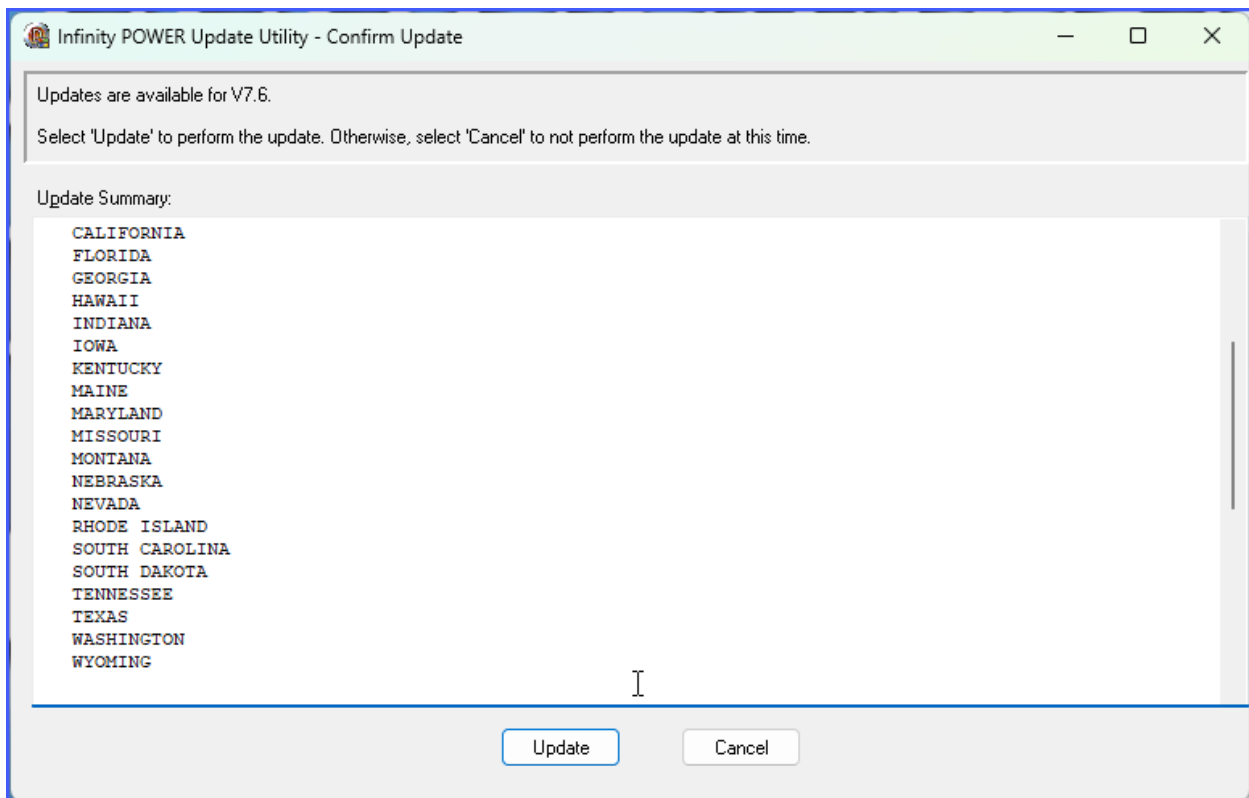 Infinity POWER Update Utility - Confirm Update
Updates are available for V7.6.
Select 'Update' to perform the update. Otherwise, select 'Cancel' to not perform the update at this time.
Update Summary:
CALIFORNIA
FLORIDA
GEORGIA
HAWAII
INDIANA
IOWA
KENTUCKY
MAINE
MARYLAND
MISSOURI
MONTANA
NEBRASKA
NEVADA
RHODE ISLAND
SOUTH CAROLINA
SOUTH DAKOTA
TENNESSEE
TEXAS
WASHINGTON
WYOMING
Update Cancel